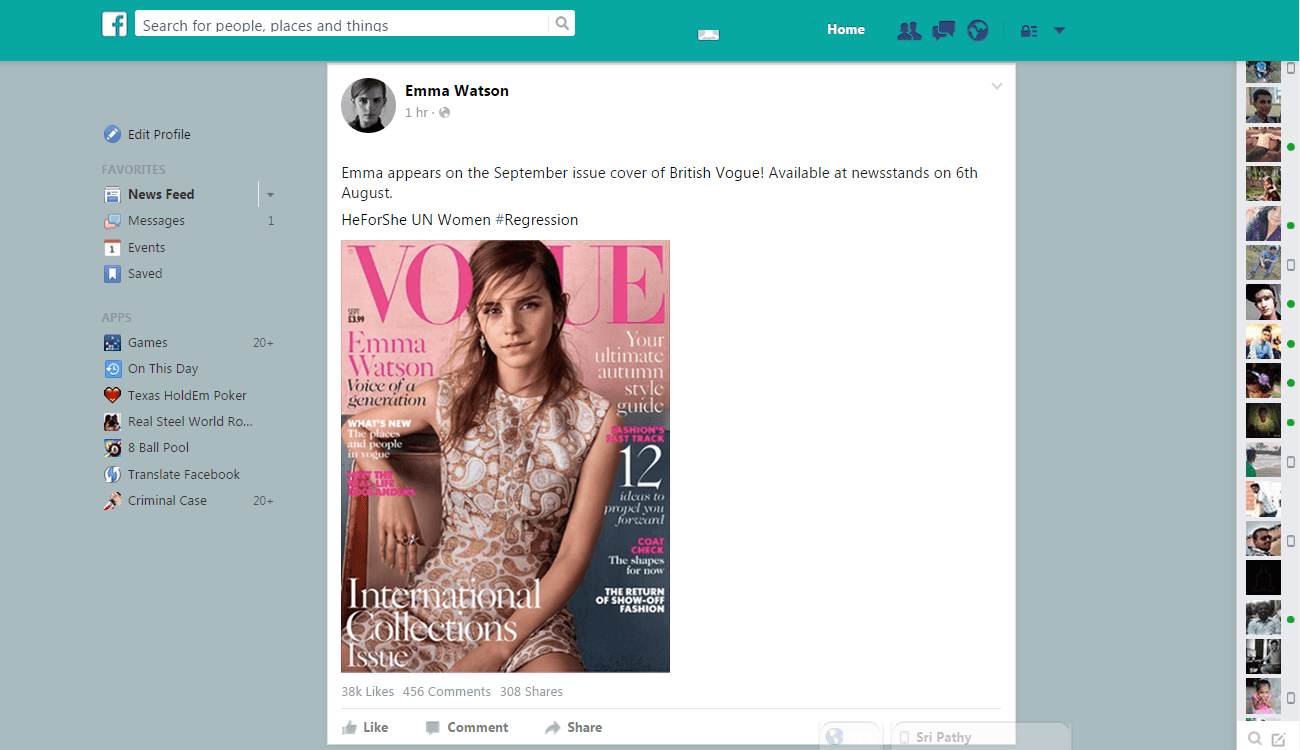 Search for people, places and things
Home
Edit Profile
FAVORITES
News Feed
Messages 1
Events
Saved
APPS
Games 20+
On This Day
Texas HoldEm Poker
Real Steel World Ro...
8 Ball Pool
Translate Facebook
Criminal Case 20+
Emma Watson
1 hr ·
Emma appears on the September issue cover of British Vogue! Available at newsstands on 6th
August.
HeForShe UN Women #Regression
VOGUE
SEPT
£3.99
Emma
Watson
Voice of a
generation
WHAT'S NEW
The places
and people
in vogue
MEET THE
REAL-LIFE
Your
ultimate
autumn
style
guide
FASHION'S
FAST TRACK
12
ideas to
propel you
forward
COAT
CHECK
The shapes
for now
THE RETURN
OF SHOW-OFF
FASHION
International
Collections
Issue
38k Likes 456 Comments 308 Shares
Like Comment Share
Sri Pathy